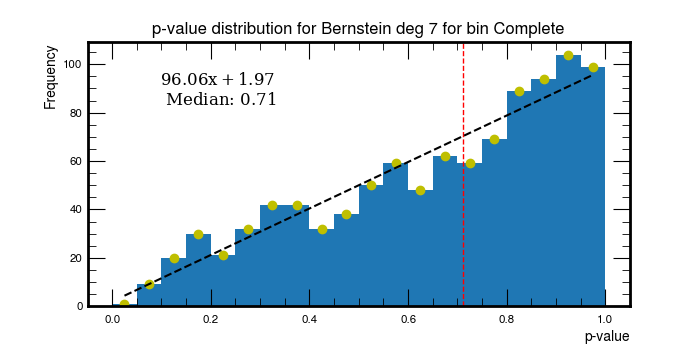 p-value distribution for Bernstein deg 7 for bin Complete
Frequency
100
80
60
40
20
0
96.06x + 1.97
Median: 0.71
0.0 0.2 0.4 0.6 0.8 1.0
p-value